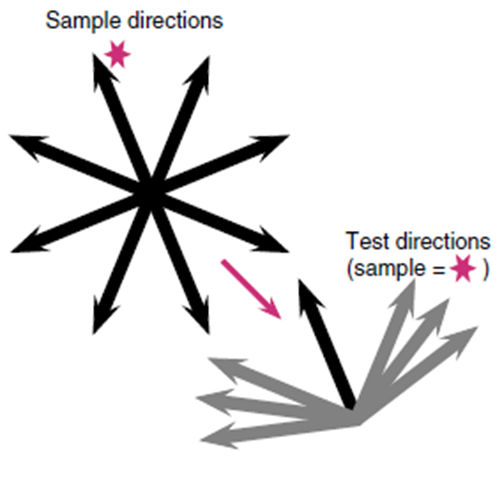 Sample directions
Test directions
(sample = ✶ )